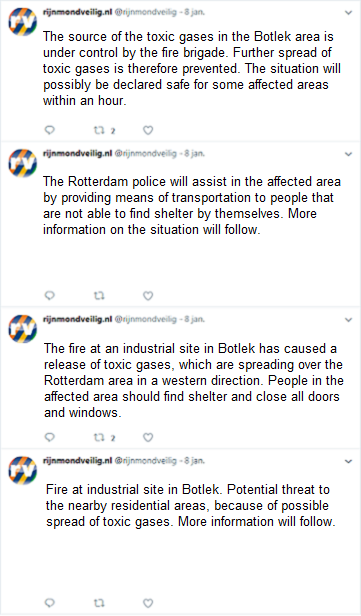 rijnmondveilig.nl @rijnmondveilig - 8 jan.
The source of the toxic gases in the Botlek area is
under control by the fire brigade. Further spread of
toxic gases is therefore prevented. The situation will
possibly be declared safe for some affected areas
within an hour.
2
rijnmondveilig.nl @rijnmondveilig - 8 jan.
The Rotterdam police will assist in the affected area
by providing means of transportation to people that
are not able to find shelter by themselves. More
information on the situation will follow.
rijnmondveilig.nl @rijnmondveilig - 8 jan.
The fire at an industrial site in Botlek has caused a
release of toxic gases, which are spreading over the
Rotterdam area in a western direction. People in the
affected area should find shelter and close all doors
and windows.
2
rijnmondveilig.nl @rijnmondveilig - 8 jan.
Fire at industrial site in Botlek. Potential threat to
the nearby residential areas, because of possible
spread of toxic gases. More information will follow.